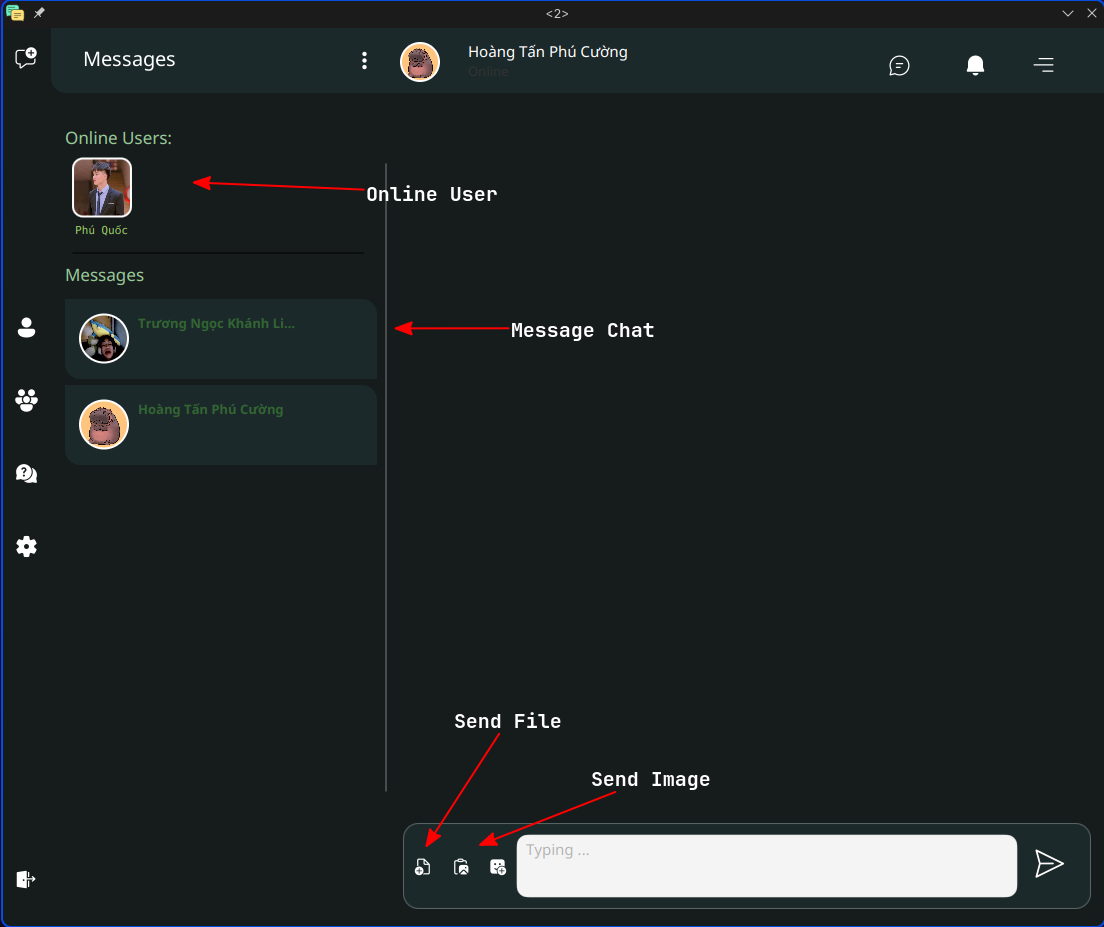 <2>
Messages
Hoàng Tấn Phú Cường
Online
Online Users:
Online User
Phú Quốc
Messages
Trương Ngọc Khánh Li...
Message Chat
Hoàng Tấn Phú Cường
Send File
Send Image
Typing ...